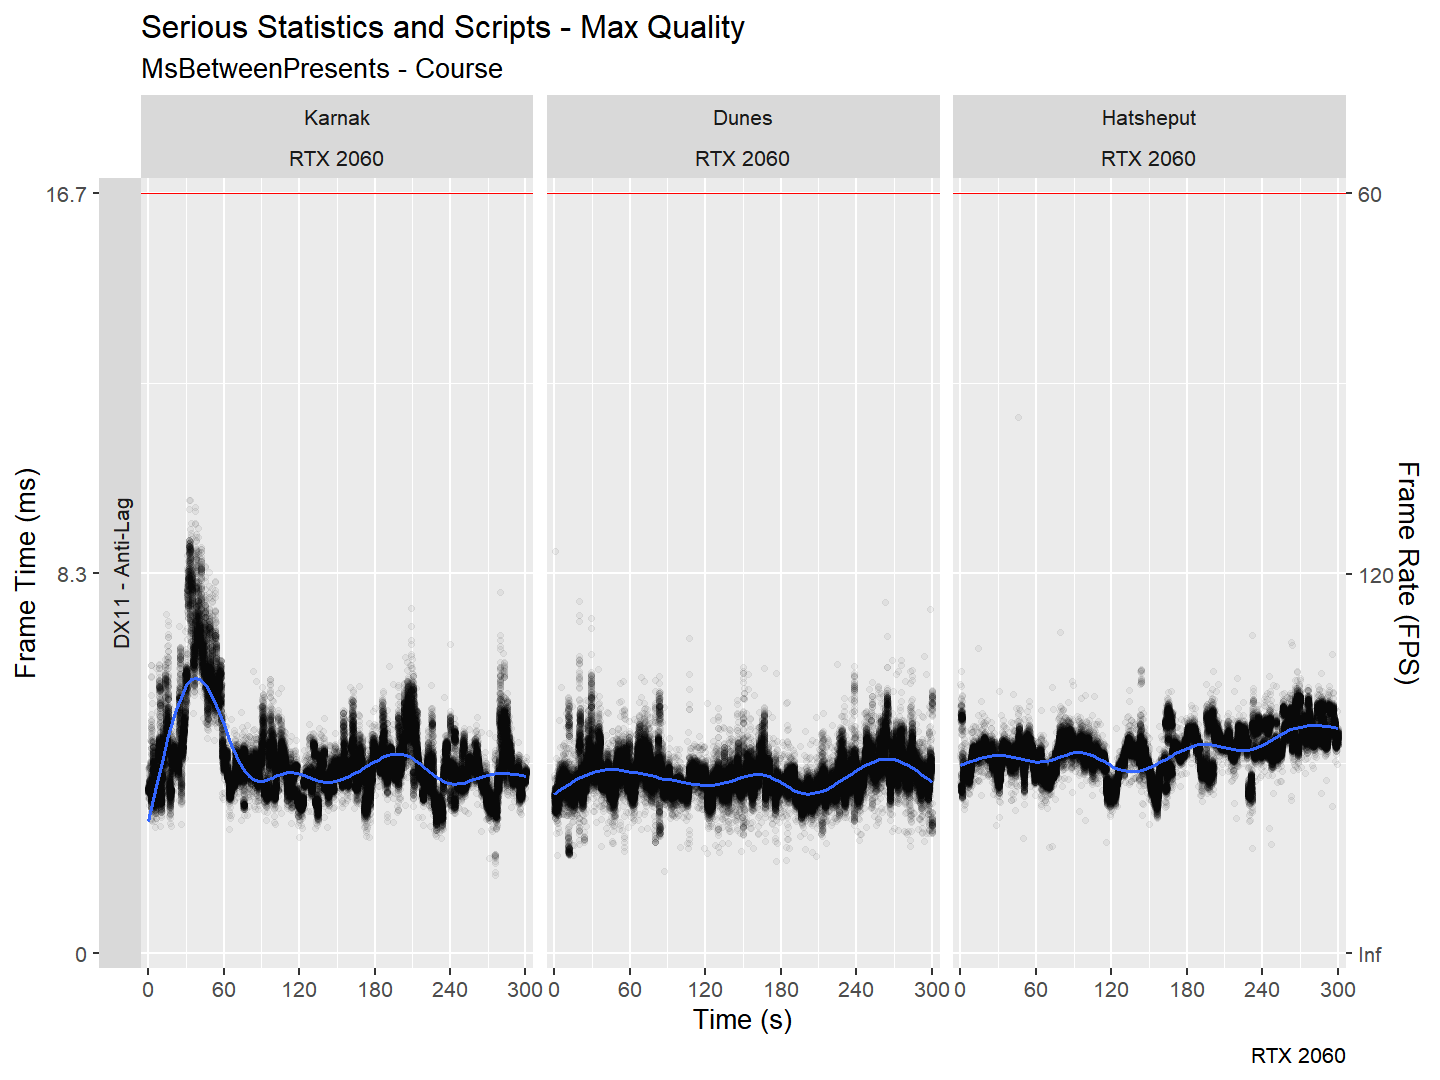 Serious Statistics and Scripts - Max Quality
MsBetweenPresents - Course
Karnak
RTX 2060
Dunes
RTX 2060
Hatsheput
RTX 2060
Frame Time (ms)
16.7
8.3
0
DX11 - Anti-Lag
60
120
Inf
Frame Rate (FPS)
0 60 120 180 240 300
0 60 120 180 240 300
0 60 120 180 240 300
Time (s)
RTX 2060